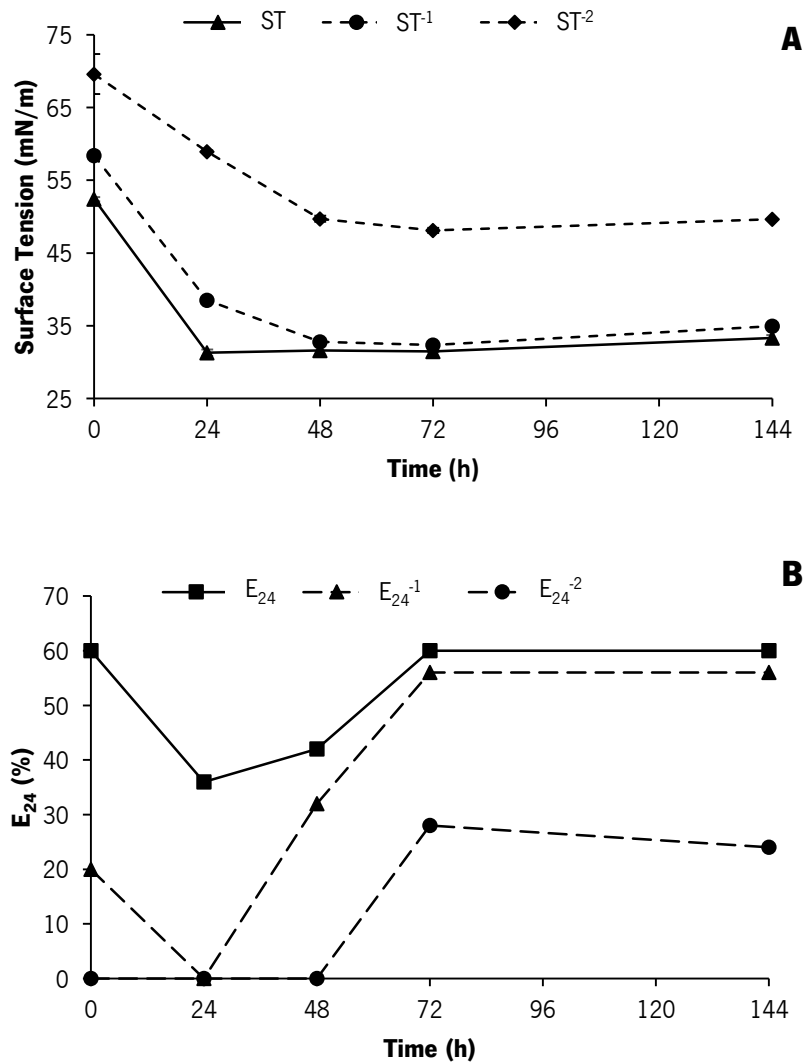 ST ST⁻¹ ST⁻²
A
75
65
55
45
35
25
Surface Tension (mN/m)
0 24 48 72 96 120 144
Time (h)
B
E₂₄ E₂₄⁻¹ E₂₄⁻²
70
60
50
40
30
20
10
0
E₂₄ (%)
0 24 48 72 96 120 144
Time (h)